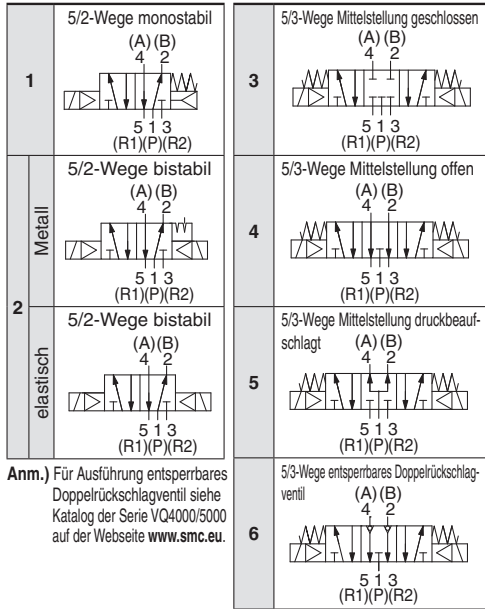 5/2-Wege monostabil
(A) (B)
4 2
1
5 1 3
(R1)(P)(R2)
5/2-Wege bistabil
(A) (B)
4 2
Metall
5 1 3
(R1)(P)(R2)
2
5/2-Wege bistabil
(A) (B)
4 2
elastisch
5 1 3
(R1)(P)(R2)
Anm.) Für Ausführung entsperrbares
Doppelrückschlagventil siehe
Katalog der Serie VQ4000/5000
auf der Webseite www.smc.eu.
5/3-Wege Mittelstellung geschlossen
(A) (B)
4 2
3
5 1 3
(R1)(P)(R2)
5/3-Wege Mittelstellung offen
(A) (B)
4 2
4
5 1 3
(R1)(P)(R2)
5/3-Wege Mittelstellung druckbeauf-
schlagt
(A) (B)
4 2
5
5 1 3
(R1)(P)(R2)
5/3-Wege entsperrbares Doppelrückschlag-
ventil
(A) (B)
4 2
6
5 1 3
(R1)(P)(R2)